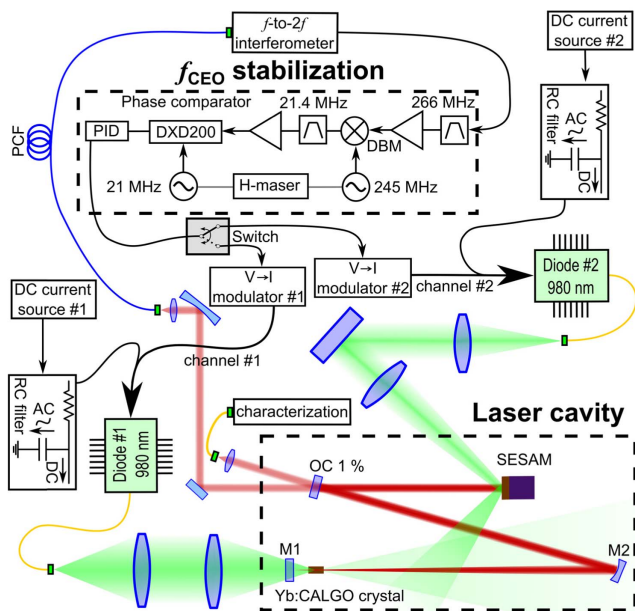 f-to-2f
interferometer
DC current
source #2
fCEO stabilization
Phase comparator
21.4 MHz
266 MHz
PID
DXD200
DBM
21 MHz
H-maser
245 MHz
PCF
RC filter
AC
DC
Switch
V→I
modulator #1
V→I
modulator #2
channel #2
Diode #2
980 nm
DC current
source #1
channel #1
RC filter
AC
DC
Diode #1
980 nm
characterization
Laser cavity
OC 1 %
SESAM
M1
M2
Yb:CALGO crystal